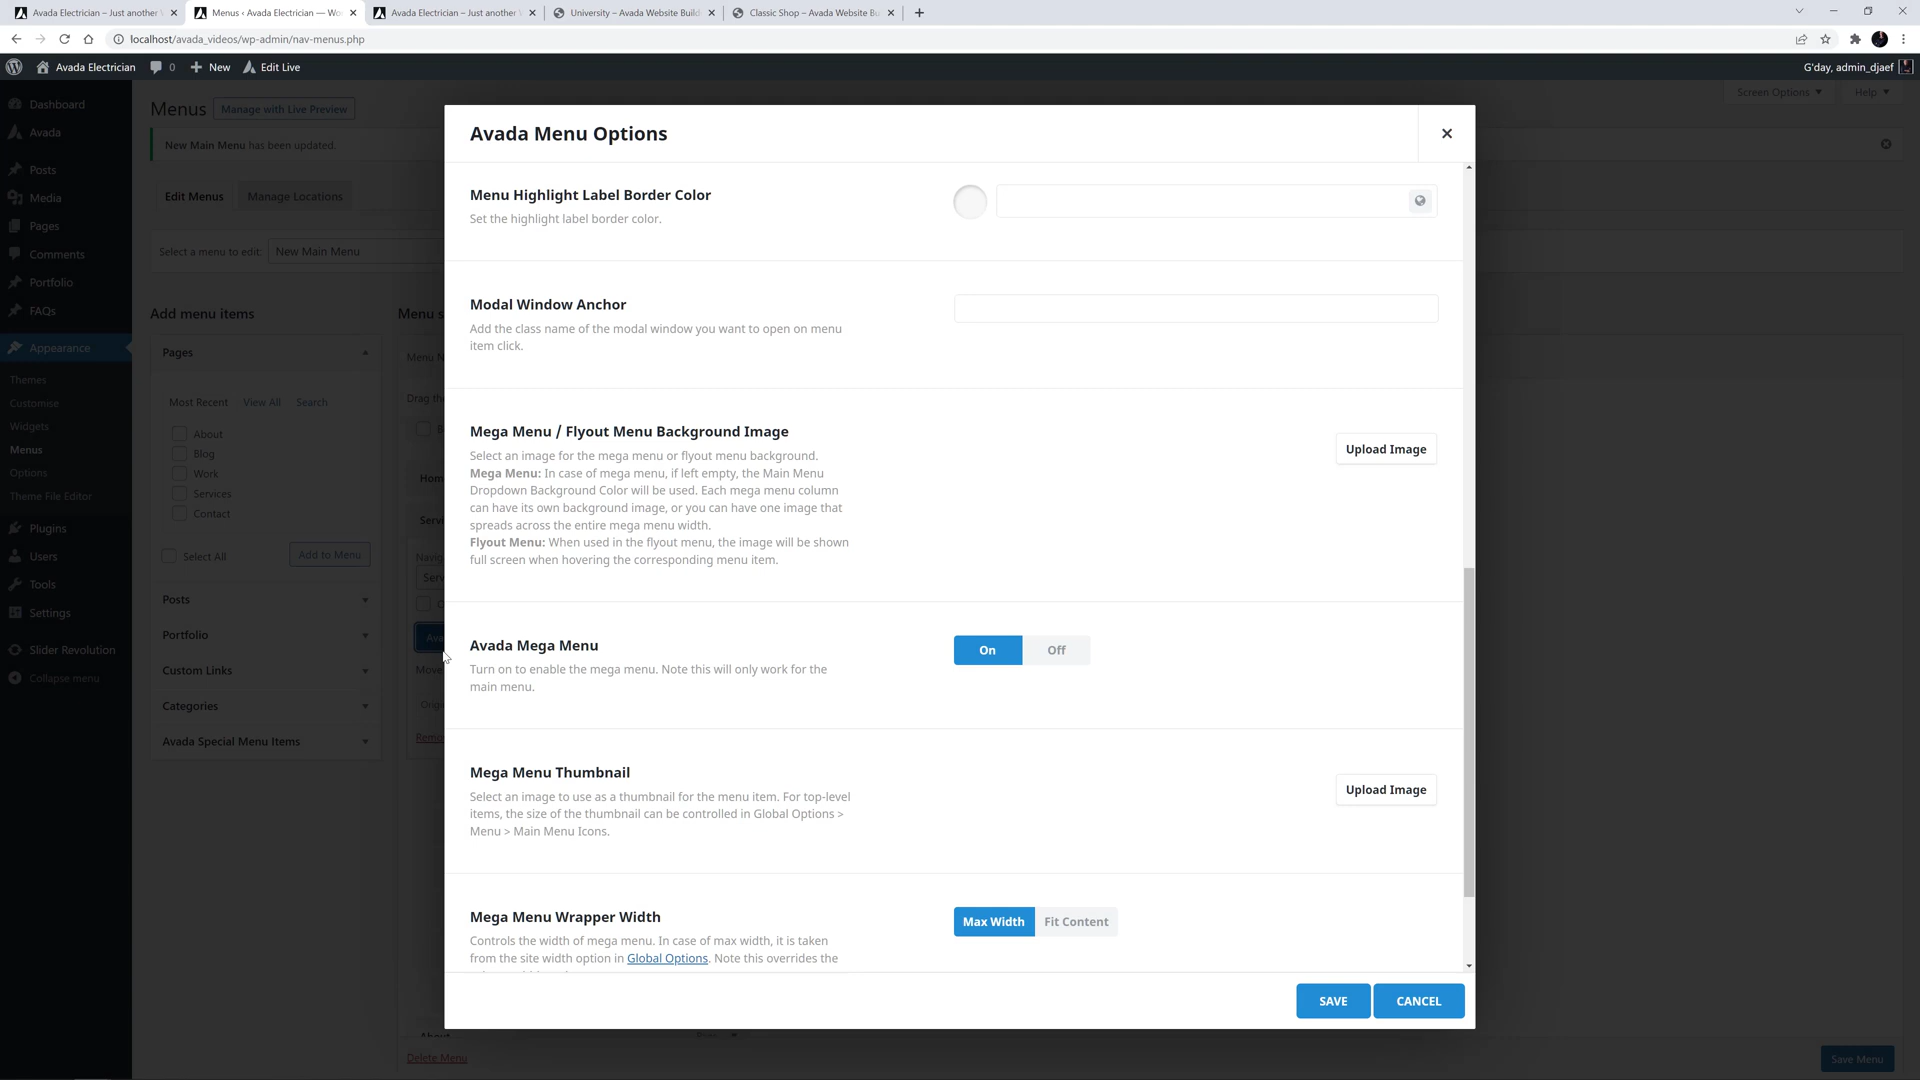 Avada Electrician – Just another
Menus ‹ Avada Electrician — Wo
Avada Electrician – Just another
University – Avada Website Build
Classic Shop – Avada Website Bu
localhost/avada_videos/wp-admin/nav-menus.php
Avada Electrician
0
New
Edit Live
G'day, admin_djaef
Dashboard
Avada
Posts
Media
Pages
Comments
Portfolio
FAQs
Appearance
Themes
Customise
Widgets
Menus
Options
Theme File Editor
Plugins
Users
Tools
Settings
Slider Revolution
Collapse menu
Menus
Manage with Live Preview
Screen Options
Help
New Main Menu has been updated.
Edit Menus
Manage Locations
Select a menu to edit:
New Main Menu
Add menu items
Menu s
Pages
Most Recent
View All
Search
About
Blog
Work
Services
Contact
Select All
Add to Menu
Posts
Portfolio
Custom Links
Categories
Avada Special Menu Items
Menu N
Drag the
Hom
Servi
Naviga
Serv
Ava
Move
Origi
Remo
Delete Menu
Save Menu
Avada Menu Options
Menu Highlight Label Border Color
Set the highlight label border color.
Modal Window Anchor
Add the class name of the modal window you want to open on menu
item click.
Mega Menu / Flyout Menu Background Image
Select an image for the mega menu or flyout menu background.
Mega Menu: In case of mega menu, if left empty, the Main Menu
Dropdown Background Color will be used. Each mega menu column
can have its own background image, or you can have one image that
spreads across the entire mega menu width.
Flyout Menu: When used in the flyout menu, the image will be shown
full screen when hovering the corresponding menu item.
Upload Image
Avada Mega Menu
Turn on to enable the mega menu. Note this will only work for the
main menu.
On
Off
Mega Menu Thumbnail
Select an image to use as a thumbnail for the menu item. For top-level
items, the size of the thumbnail can be controlled in Global Options >
Menu > Main Menu Icons.
Upload Image
Mega Menu Wrapper Width
Controls the width of mega menu. In case of max width, it is taken
from the site width option in Global Options. Note this overrides the
Max Width
Fit Content
SAVE
CANCEL